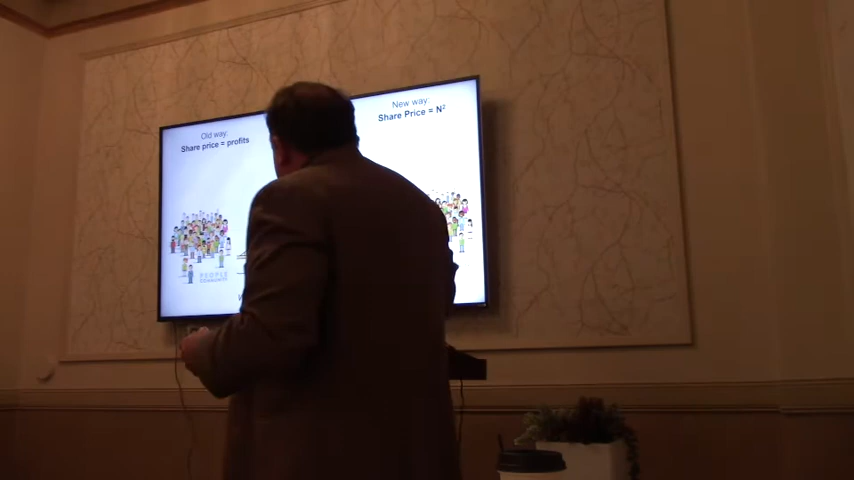 Old way:
Share price = profits
New way:
Share Price = N²
PEOPLE